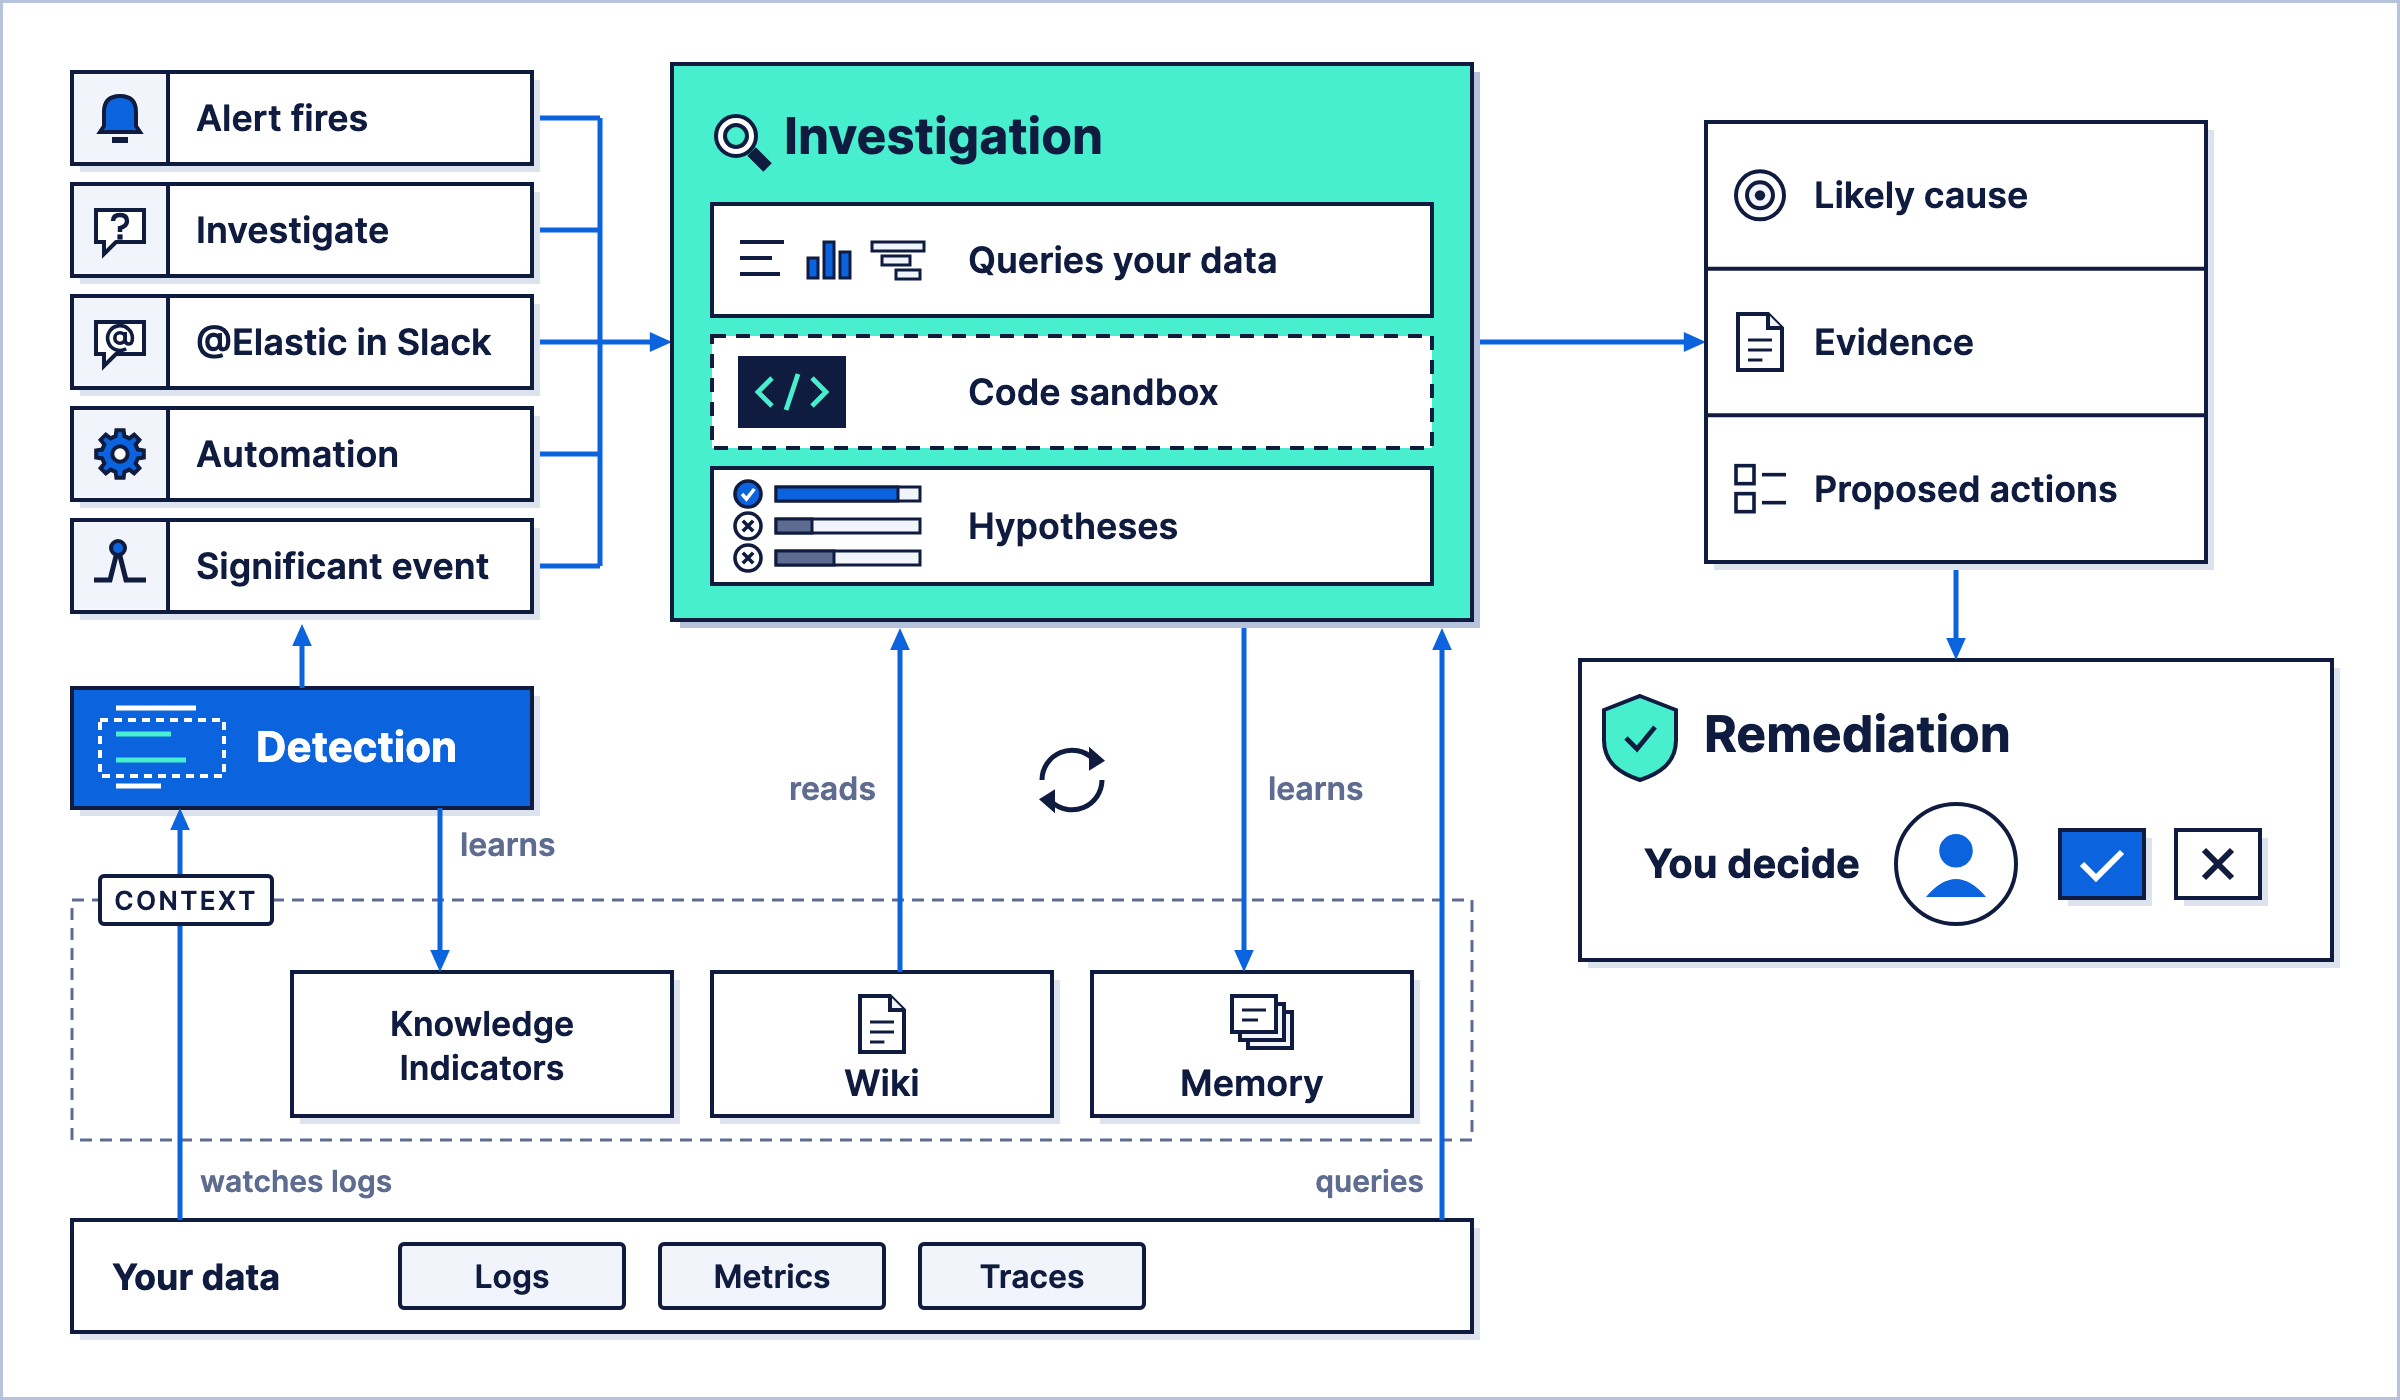 Alert fires
Investigate
@Elastic in Slack
Automation
Significant event
Investigation
Queries your data
Code sandbox
Hypotheses
Likely cause
Evidence
Proposed actions
Detection
reads
learns
learns
Remediation
You decide
CONTEXT
Knowledge
Indicators
Wiki
Memory
watches logs
queries
Your data
Logs
Metrics
Traces